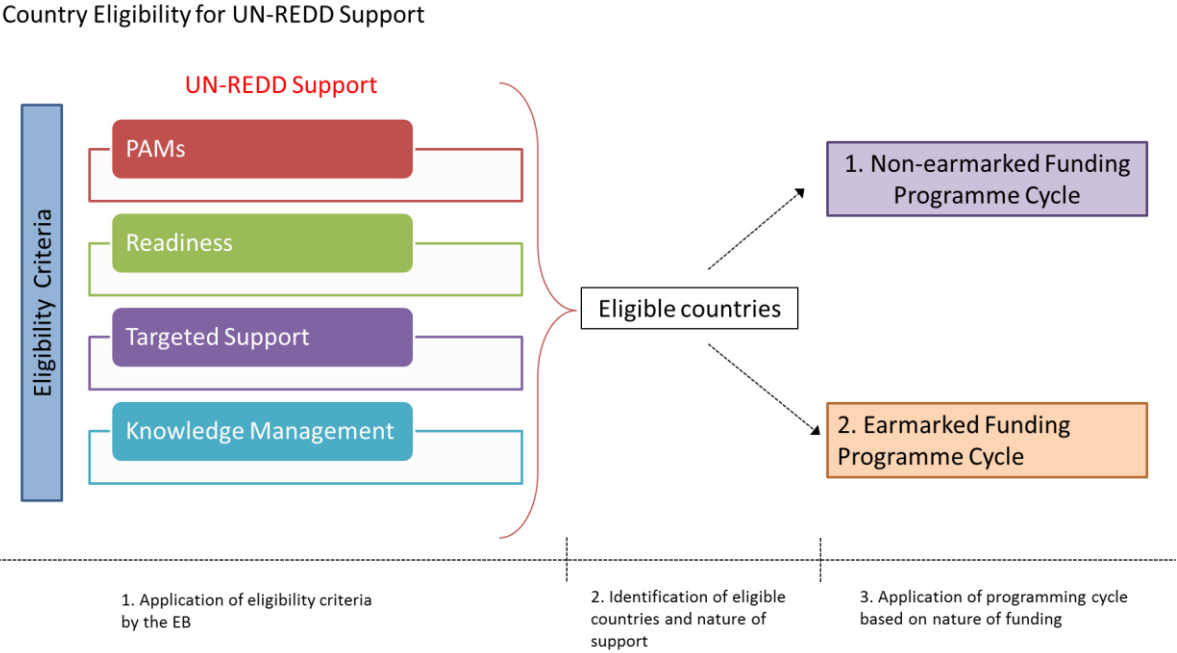 Country Eligibility for UN-REDD Support
UN-REDD Support
Eligibility Criteria
PAMs
Readiness
Targeted Support
Knowledge Management
Eligible countries
1. Non-earmarked Funding
Programme Cycle
2. Earmarked Funding
Programme Cycle
1. Application of eligibility criteria
by the EB
2. Identification of eligible
countries and nature of
support
3. Application of programming cycle
based on nature of funding